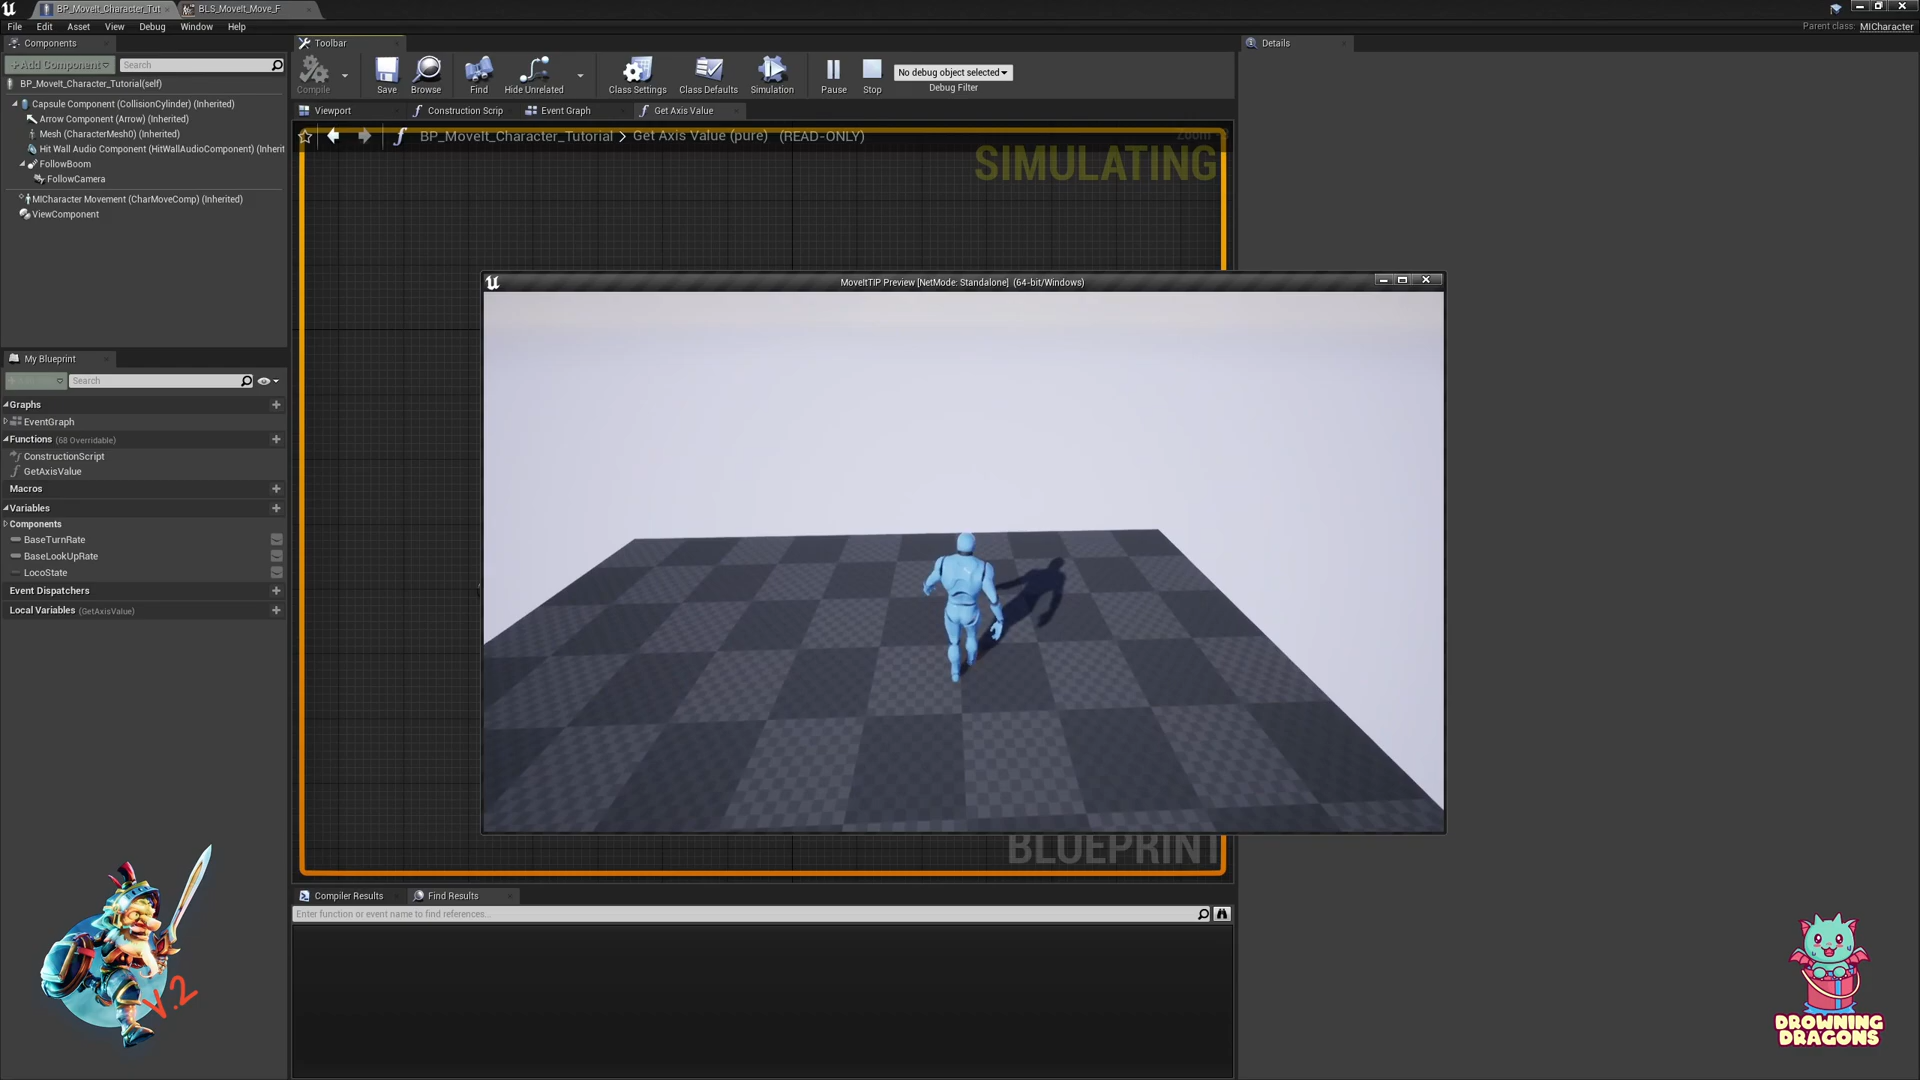 BP_MoveIt_Character_Tut
BLS_MoveIt_Move_F
File Edit Asset View Debug Window Help
Parent class: MICharacter
Components
Toolbar
Details
+Add Component
Search
BP_MoveIt_Character_Tutorial(self)
Capsule Component (CollisionCylinder) (Inherited)
Arrow Component (Arrow) (Inherited)
Mesh (CharacterMesh0) (Inherited)
Hit Wall Audio Component (HitWallAudioComponent) (Inherit
FollowBoom
FollowCamera
MICharacter Movement (CharMoveComp) (Inherited)
ViewComponent
Compile
Save
Browse
Find
Hide Unrelated
Class Settings
Class Defaults
Simulation
Pause
Stop
No debug object selected
Debug Filter
Viewport
Construction Scrip
Event Graph
Get Axis Value
BP_MoveIt_Character_Tutorial > Get Axis Value (pure) (READ-ONLY)
SIMULATING
MoveItTIP Preview [NetMode: Standalone] (64-bit/Windows)
My Blueprint
Search
Graphs
EventGraph
Functions (68 Overridable)
ConstructionScript
GetAxisValue
Macros
Variables
Components
BaseTurnRate
BaseLookUpRate
LocoState
Event Dispatchers
Local Variables (GetAxisValue)
BLUEPRINT
Compiler Results
Find Results
Enter function or event name to find references...
V.2
DROWNING
DRAGONS